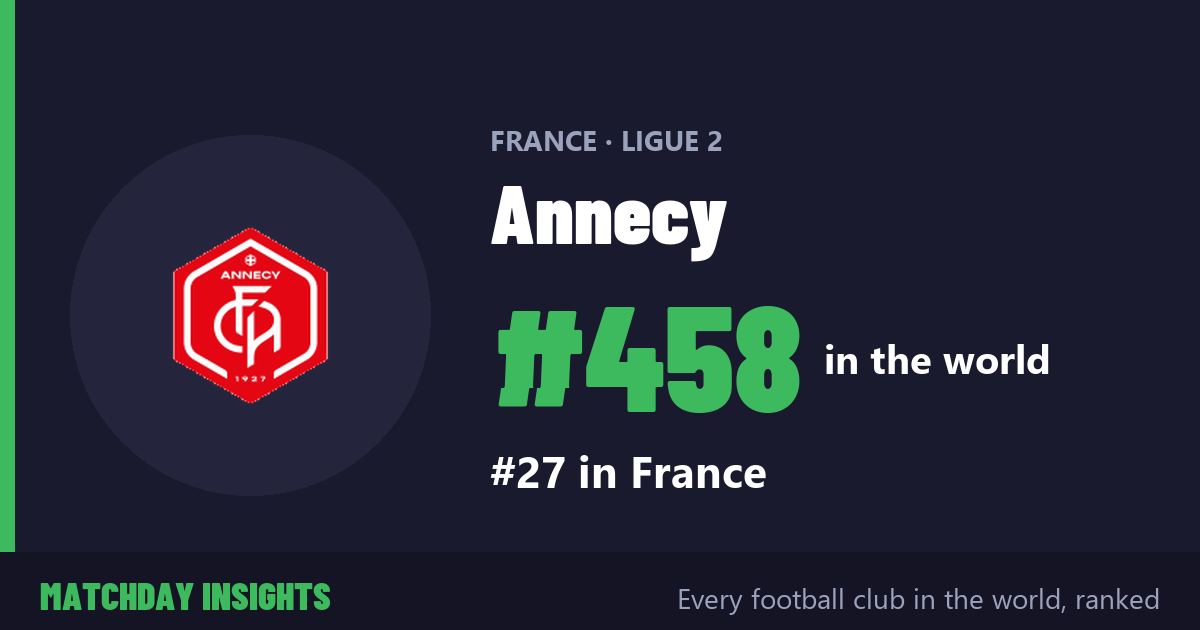 FRANCE · LIGUE 2
Annecy
ANNECY
FCA
1927
#458 in the world
#27 in France
MATCHDAY INSIGHTS
Every football club in the world, ranked